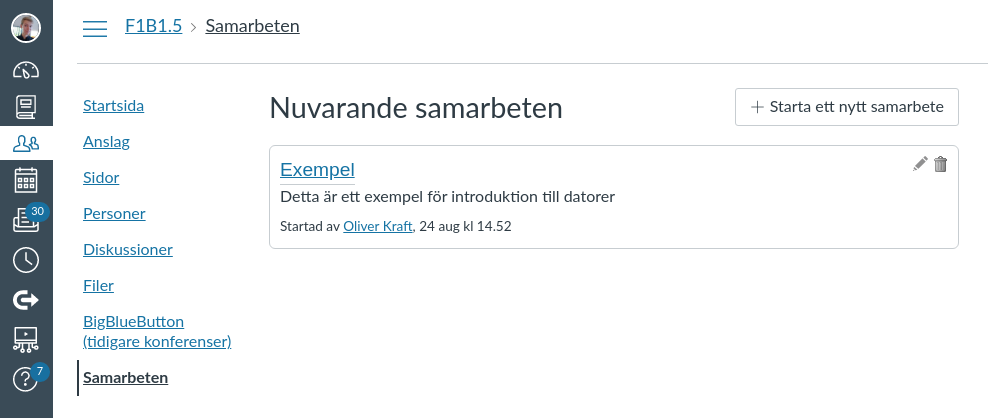 F1B1.5 > Samarbeten
Startsida
Anslag
Sidor
Personer
Diskussioner
Filer
BigBlueButton
(tidigare konferenser)
Samarbeten
30
7
Nuvarande samarbeten
+ Starta ett nytt samarbete
Exempel
Detta är ett exempel för introduktion till datorer
Startad av Oliver Kraft, 24 aug kl 14.52